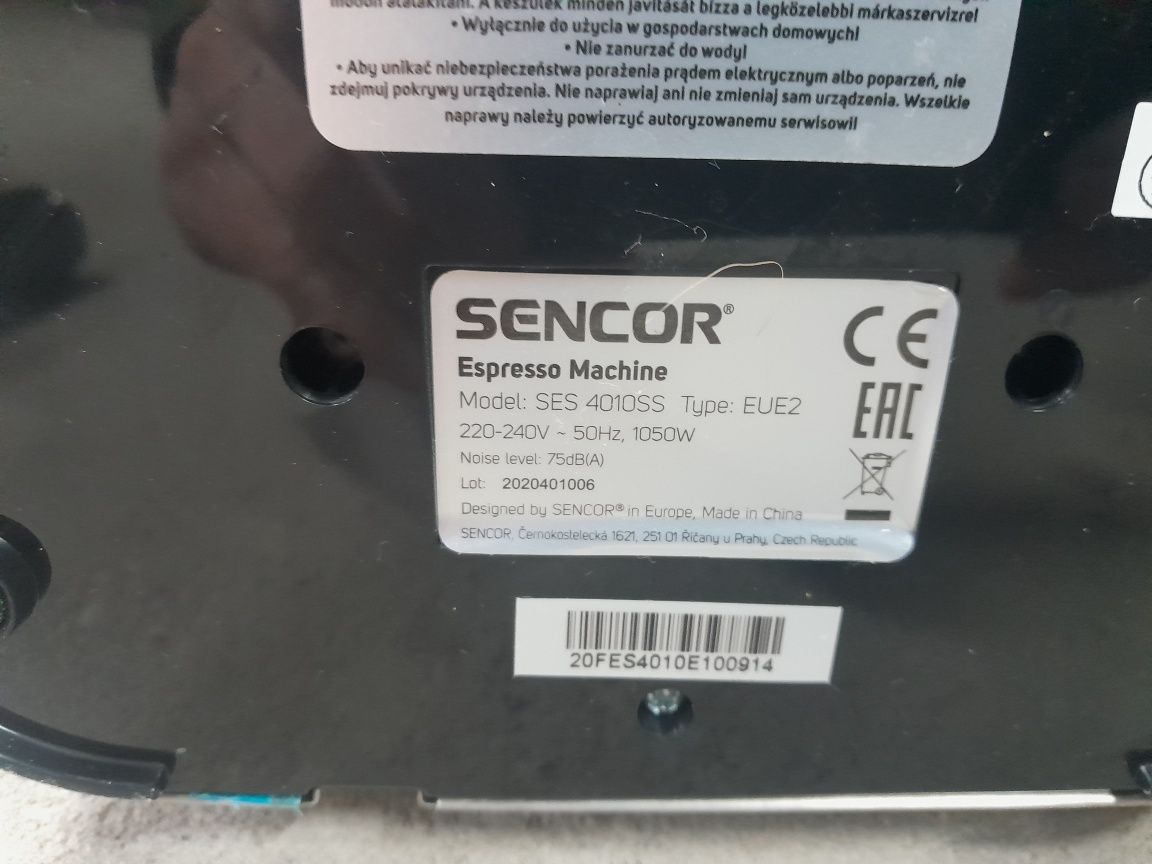 módon átalakítani. A készülék minden javítását bízza a legközelebbi márkaszervizre!
• Wyłącznie do użycia w gospodarstwach domowych!
• Nie zanurzać do wody!
• Aby unikać niebezpieczeństwa porażenia prądem elektrycznym albo poparzeń, nie
zdejmuj pokrywy urządzenia. Nie naprawiaj ani nie zmieniaj sam urządzenia. Wszelkie
naprawy należy powierzyć autoryzowanemu serwisowi!
SENCOR®
CE
Espresso Machine
Model: SES 4010SS Type: EUE2
EAC
220-240V ~ 50Hz, 1050W
Noise level: 75dB(A)
Lot: 2020401006
Designed by SENCOR® in Europe, Made in China
SENCOR, Černokostelecká 1621, 251 01 Říčany u Prahy, Czech Republic
20FES4010E100914